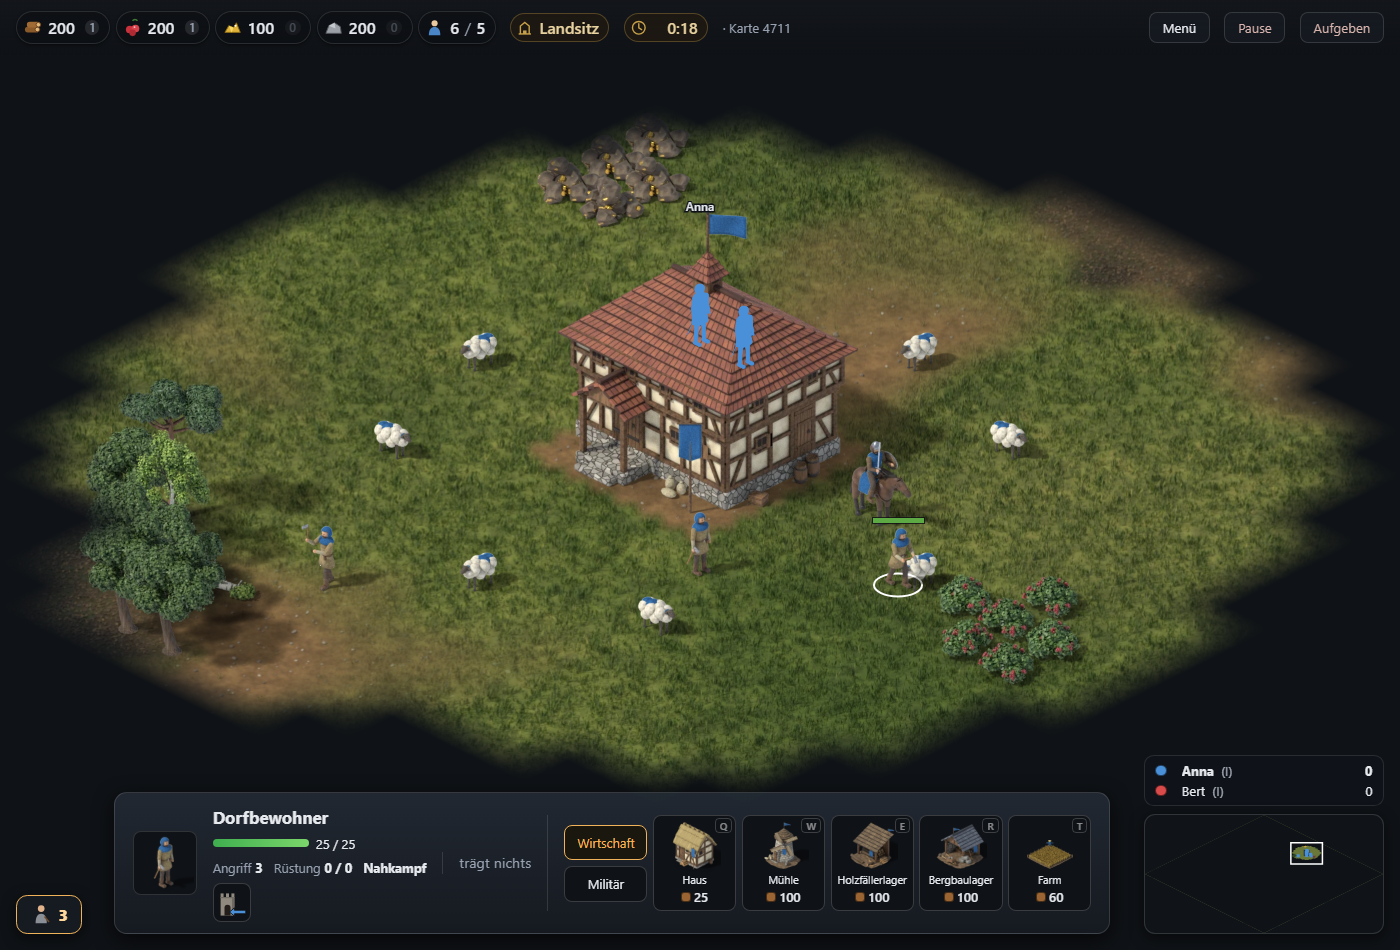 200 1 200 1 100 0 200 0 6 / 5 Landsitz 0:18 · Karte 4711 Menü Pause Aufgeben
Anna
Dorfbewohner
25 / 25
Angriff 3 Rüstung 0 / 0 Nahkampf
trägt nichts
Wirtschaft
Militär
Q
Haus
25
W
Mühle
100
E
Holzfällerlager
100
R
Bergbaulager
100
T
Farm
60
3
Anna (I) 0
Bert (I) 0